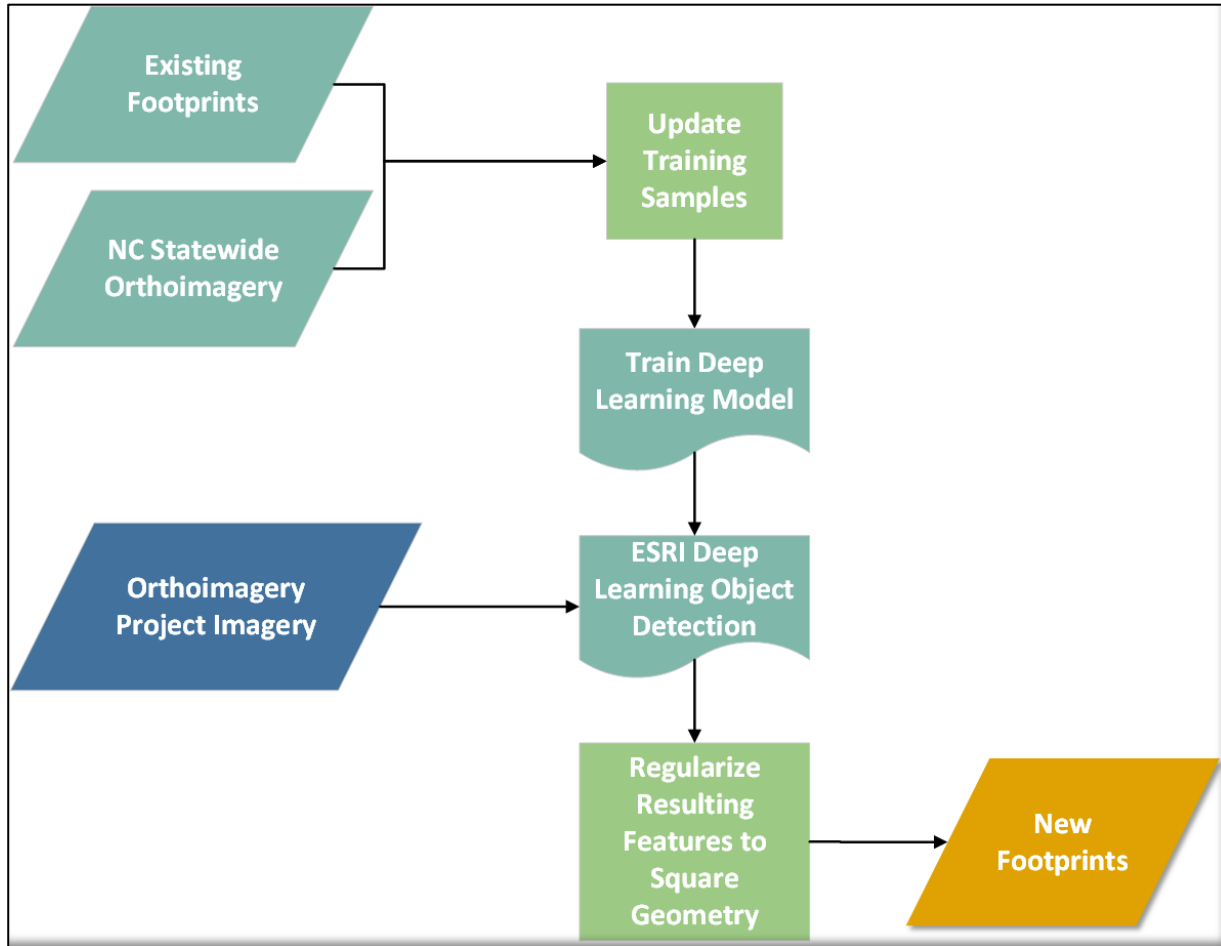 Existing
Footprints
Update
Training
Samples
NC Statewide
Orthoimagery
Train Deep
Learning Model
ESRI Deep
Learning Object
Detection
Orthoimagery
Project Imagery
Regularize
Resulting
Features to
Square
Geometry
New
Footprints